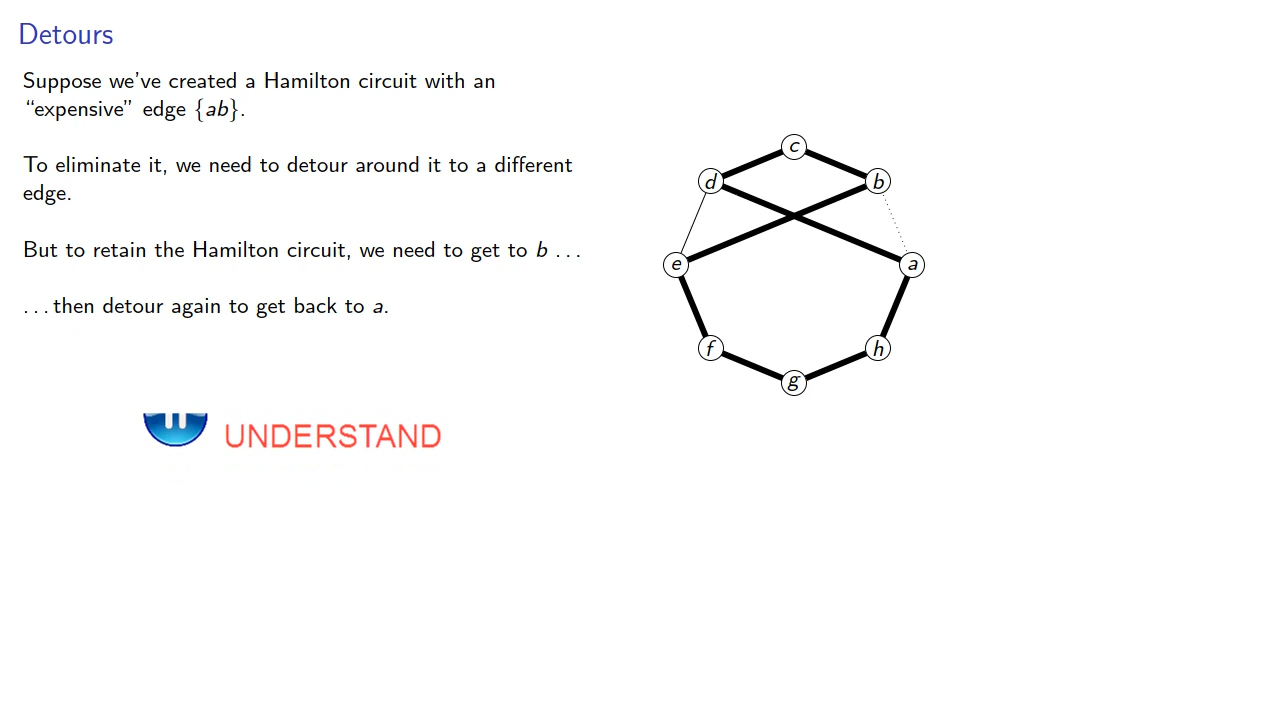 Detours
Suppose we've created a Hamilton circuit with an
“expensive” edge {ab}.
To eliminate it, we need to detour around it to a different
edge.
But to retain the Hamilton circuit, we need to get to b . . .
. . . then detour again to get back to a.
c
d
b
e
a
f
h
g
UNDERSTAND